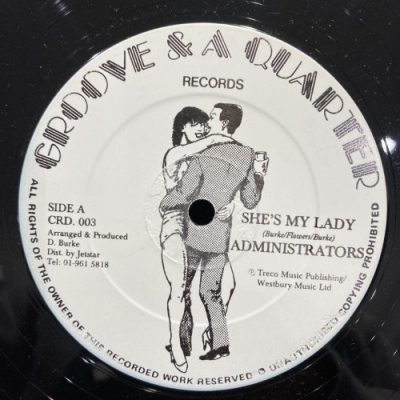 GROOVE & A QUARTER
RECORDS
SIDE A
CRD. 003
Arranged & Produced
D. Burke
Dist. by Jetstar
Tel: 01-961 5818
SHE'S MY LADY
(Burke/Flowers/Burke)
ADMINISTRATORS
℗ Treco Music Publishing/
Westbury Music Ltd
ALL RIGHTS OF THE OWNER OF THIS RECORDED WORK RESERVED © UNAUTHORIZED COPYING PROHIBITED